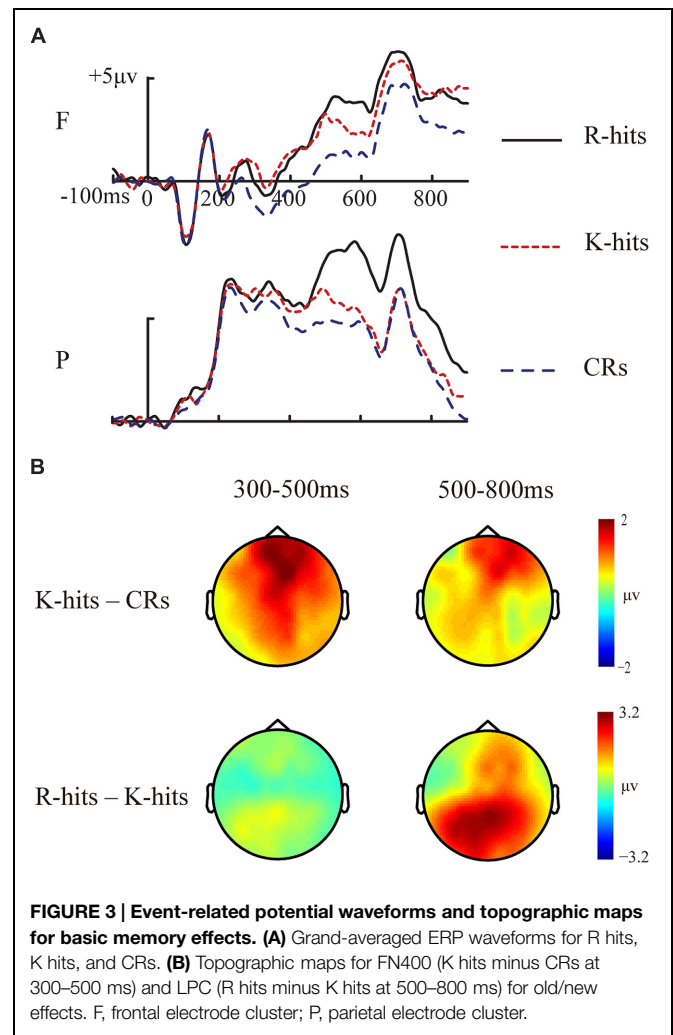 A
+5μv
F
-100ms 0 200 400 600 800
R-hits
K-hits
P
CRs
B
300-500ms 500-800ms
2
K-hits – CRs
μv
−2
3.2
R-hits – K-hits
μv
−3.2
FIGURE 3 | Event-related potential waveforms and topographic maps
for basic memory effects. (A) Grand-averaged ERP waveforms for R hits,
K hits, and CRs. (B) Topographic maps for FN400 (K hits minus CRs at
300–500 ms) and LPC (R hits minus K hits at 500–800 ms) for old/new
effects. F, frontal electrode cluster; P, parietal electrode cluster.